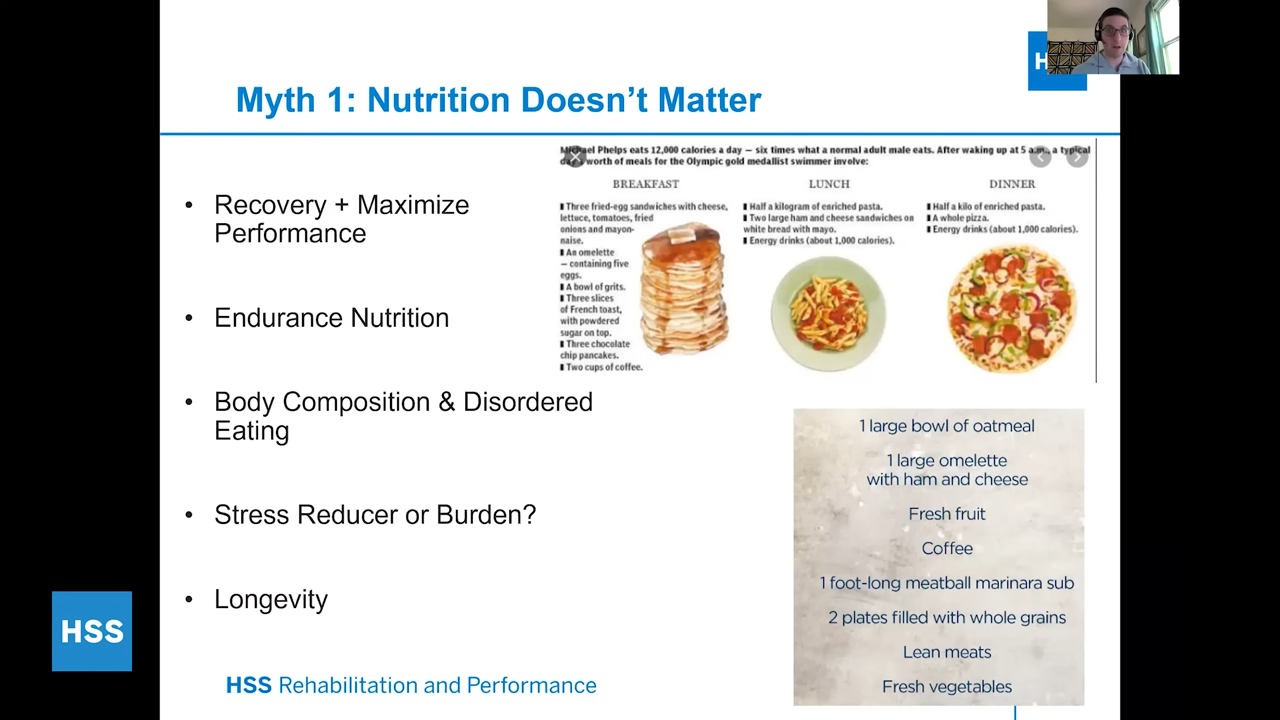 Myth 1: Nutrition Doesn't Matter
• Recovery + Maximize
Performance
• Endurance Nutrition
• Body Composition & Disordered
Eating
• Stress Reducer or Burden?
• Longevity
Michael Phelps eats 12,000 calories a day — six times what a normal adult male eats. After waking up at 5 a.m., a typical
day's worth of meals for the Olympic gold medallist swimmer involve:
BREAKFAST
Three fried-egg sandwiches with cheese,
lettuce, tomatoes, fried
onions and mayon-
naise.
An omelette
— containing five
eggs.
A bowl of grits.
Three slices
of French toast,
with powdered
sugar on top.
Three chocolate
chip pancakes.
Two cups of coffee.
LUNCH
Half a kilogram of enriched pasta.
Two large ham and cheese sandwiches on
white bread with mayo.
Energy drinks (about 1,000 calories).
DINNER
Half a kilo of enriched pasta.
A whole pizza.
Energy drinks (about 1,000 calories).
1 large bowl of oatmeal
1 large omelette
with ham and cheese
Fresh fruit
Coffee
1 foot-long meatball marinara sub
2 plates filled with whole grains
Lean meats
Fresh vegetables
HSS
HSS Rehabilitation and Performance